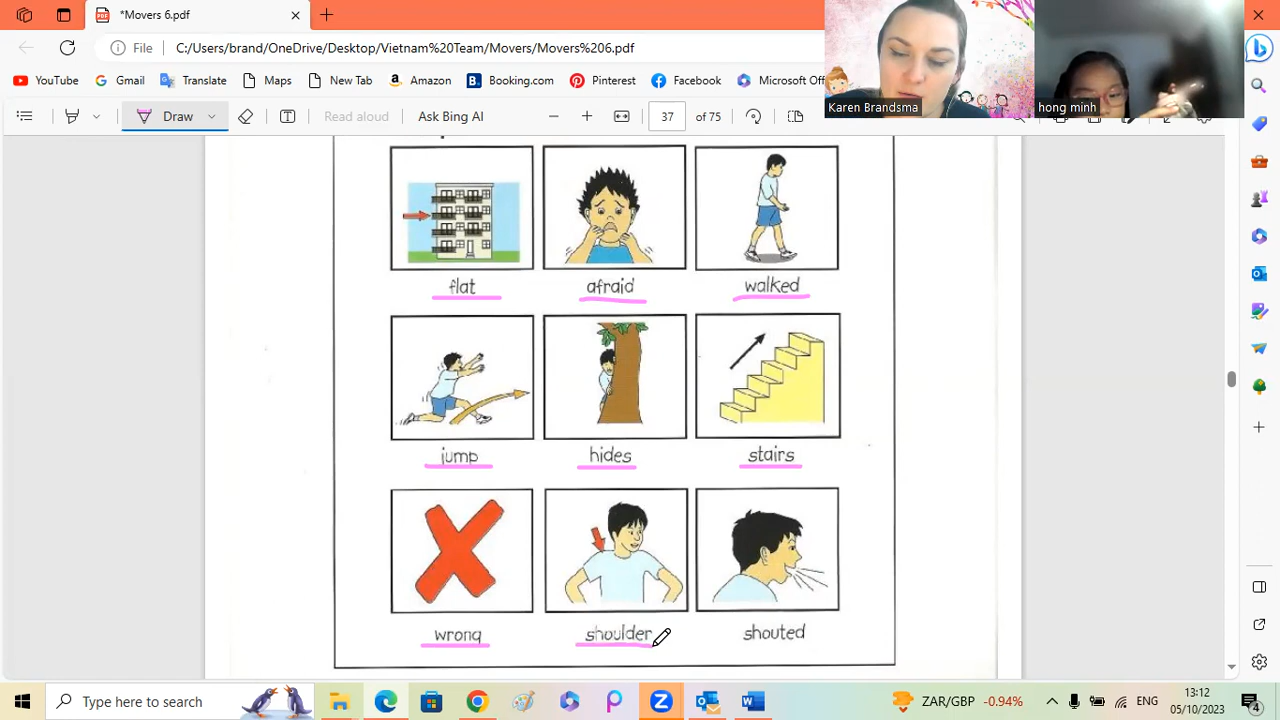 *Movers 6.pdf
File
C:/Users/brand/OneDrive/Desktop/Vietnam%20Team/Movers/Movers%206.pdf
YouTube
Gmail
Translate
Maps
New Tab
Amazon
Booking.com
Pinterest
Facebook
Microsoft Offi
Draw
Read aloud
Ask Bing AI
37
of 75
Karen Brandsma
hong minh
flat
afraid
walked
jump
hides
stairs
wrong
shoulder
shouted
Type here to search
ZAR/GBP
-0.94%
ENG
13:12
05/10/2023
4